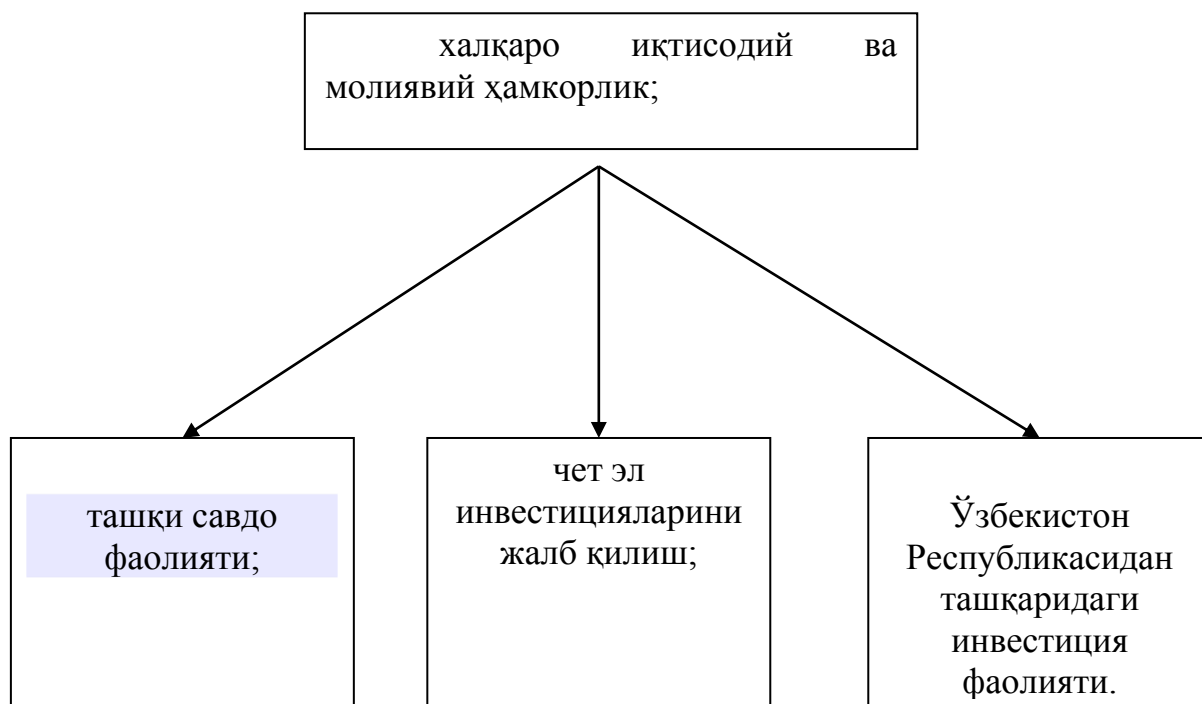 халқаро иқтисодий ва
молиявий ҳамкорлик;
ташқи савдо
фаолияти;
чет эл
инвестицияларини
жалб қилиш;
Ўзбекистон
Республикасидан
ташқаридаги
инвестиция
фаолияти.